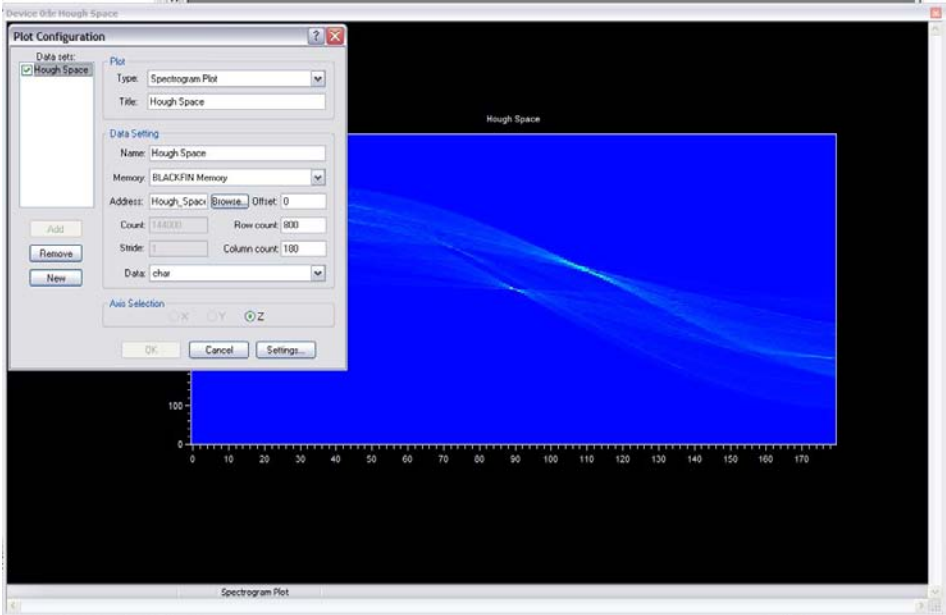 Device 0:lr Hough Space
Plot Configuration
Data sets:
Hough Space
Plot
Type: Spectrogram Plot
Title: Hough Space
Data Setting
Name: Hough Space
Memory: BLACKFIN Memory
Address: Hough_Space Browse... Offset: 0
Count: 144000 Row count: 800
Stride: 1 Column count: 180
Data: char
Add
Remove
New
Axis Selection
X Y Z
OK Cancel Settings...
Hough Space
100
0
0 10 20 30 40 50 60 70 80 90 100 110 120 130 140 150 160 170
Spectrogram Plot